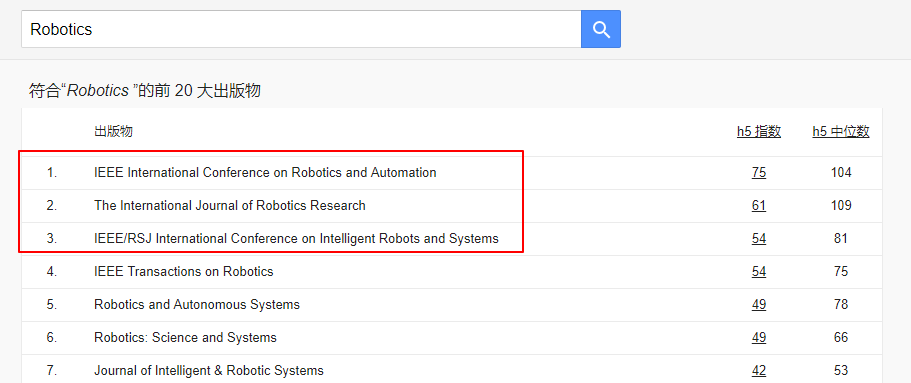 Robotics
符合“Robotics ”的前 20 大出版物
出版物 h5 指数 h5 中位数
1. IEEE International Conference on Robotics and Automation 75 104
2. The International Journal of Robotics Research 61 109
3. IEEE/RSJ International Conference on Intelligent Robots and Systems 54 81
4. IEEE Transactions on Robotics 54 75
5. Robotics and Autonomous Systems 49 78
6. Robotics: Science and Systems 49 66
7. Journal of Intelligent & Robotic Systems 42 53